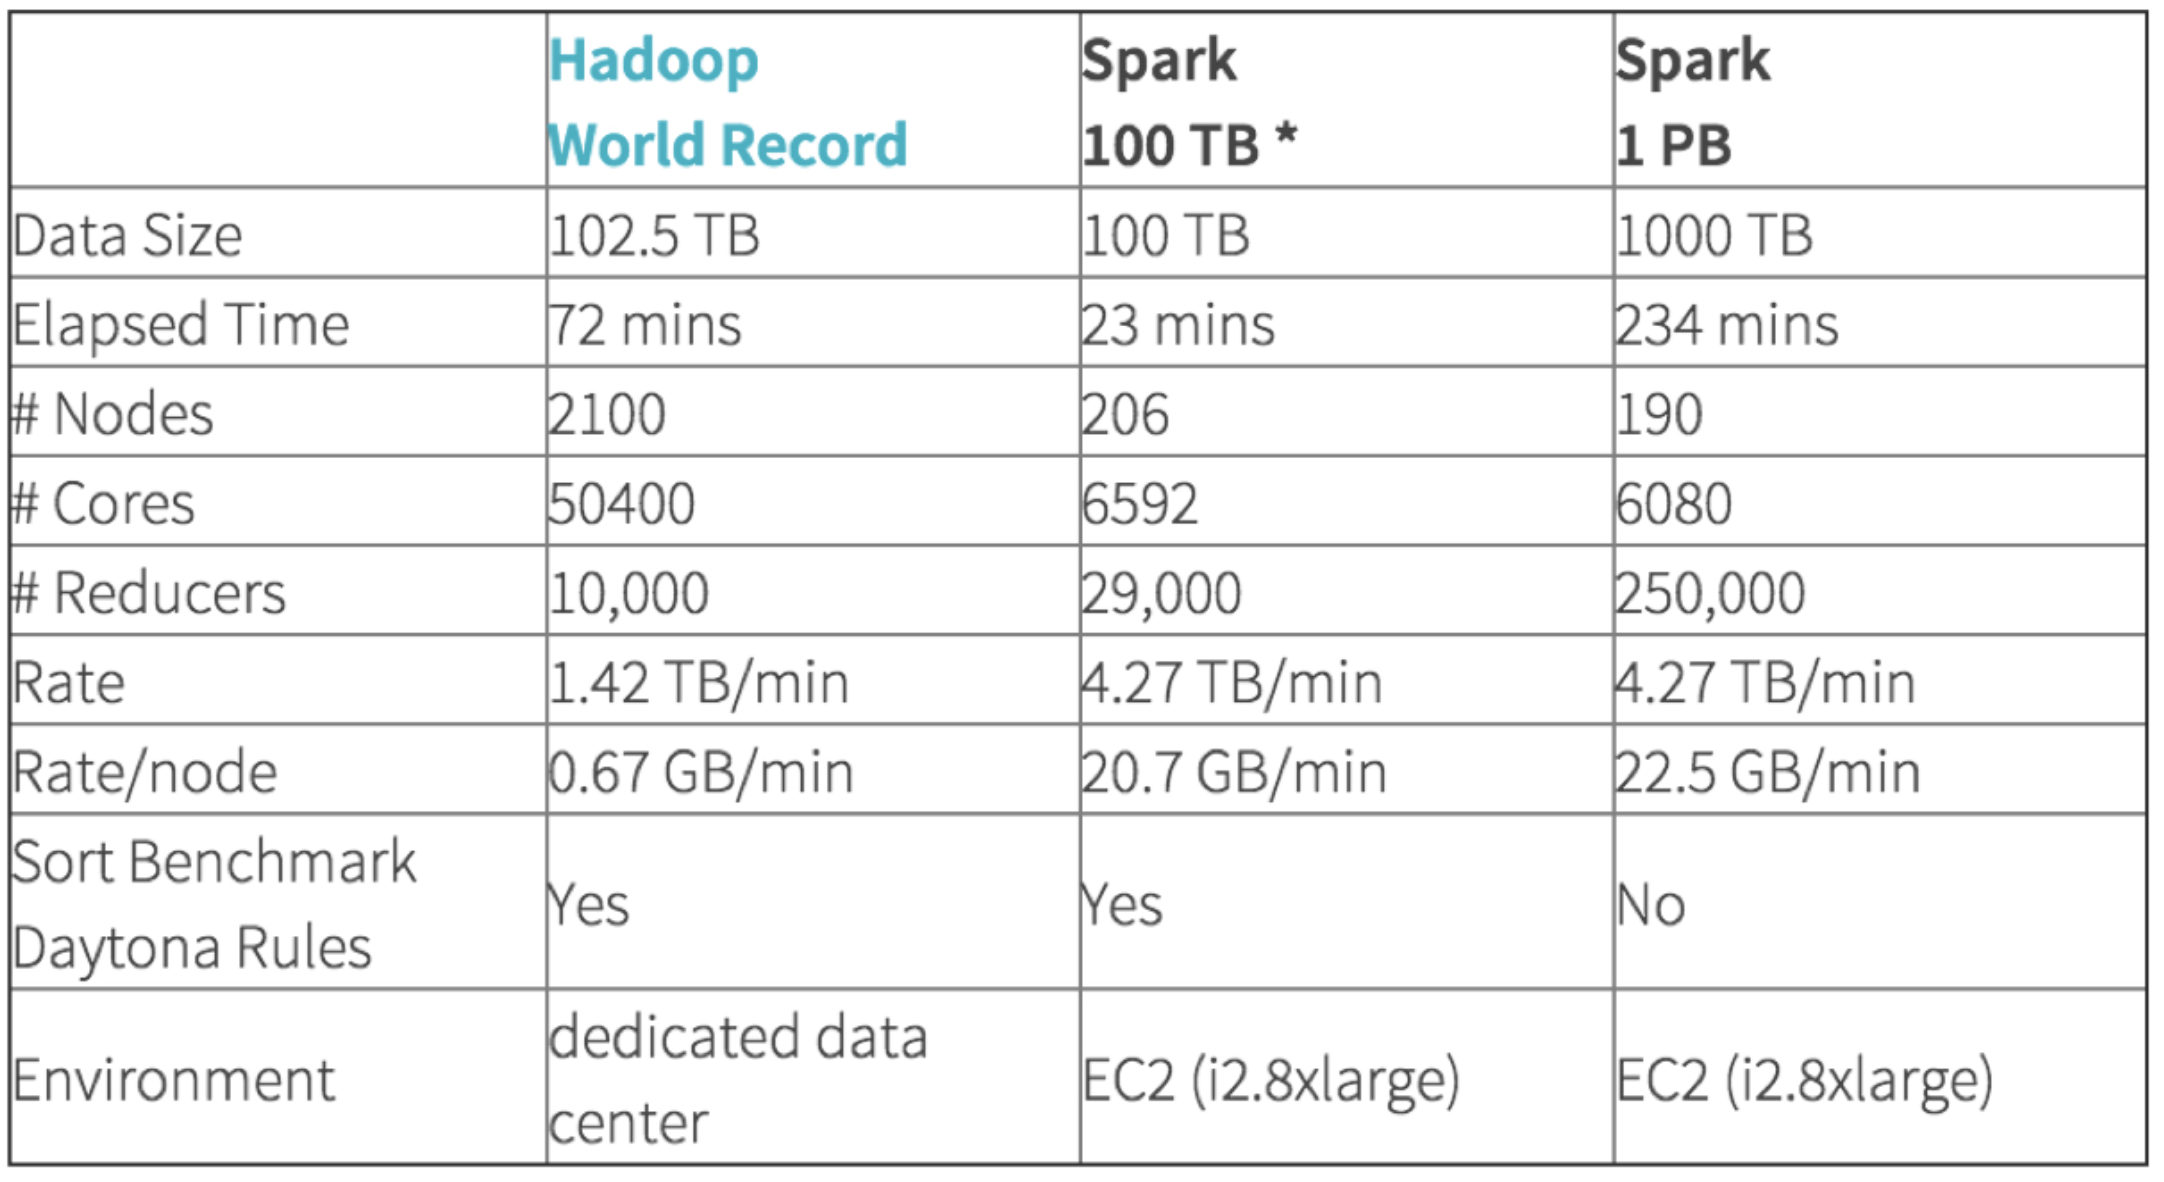 Hadoop World Record Spark 100 TB * Spark 1 PB
Data Size 102.5 TB 100 TB 1000 TB
Elapsed Time 72 mins 23 mins 234 mins
# Nodes 2100 206 190
# Cores 50400 6592 6080
# Reducers 10,000 29,000 250,000
Rate 1.42 TB/min 4.27 TB/min 4.27 TB/min
Rate/node 0.67 GB/min 20.7 GB/min 22.5 GB/min
Sort Benchmark Daytona Rules Yes Yes No
Environment dedicated data center EC2 (i2.8xlarge) EC2 (i2.8xlarge)